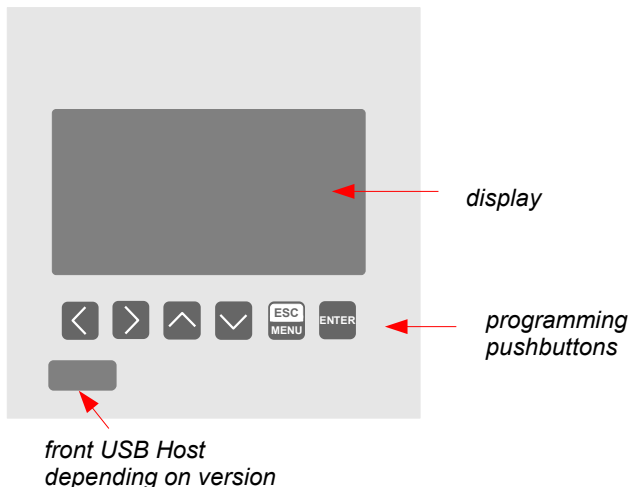 display
ESC
MENU
ENTER
programming
pushbuttons
front USB Host
depending on version